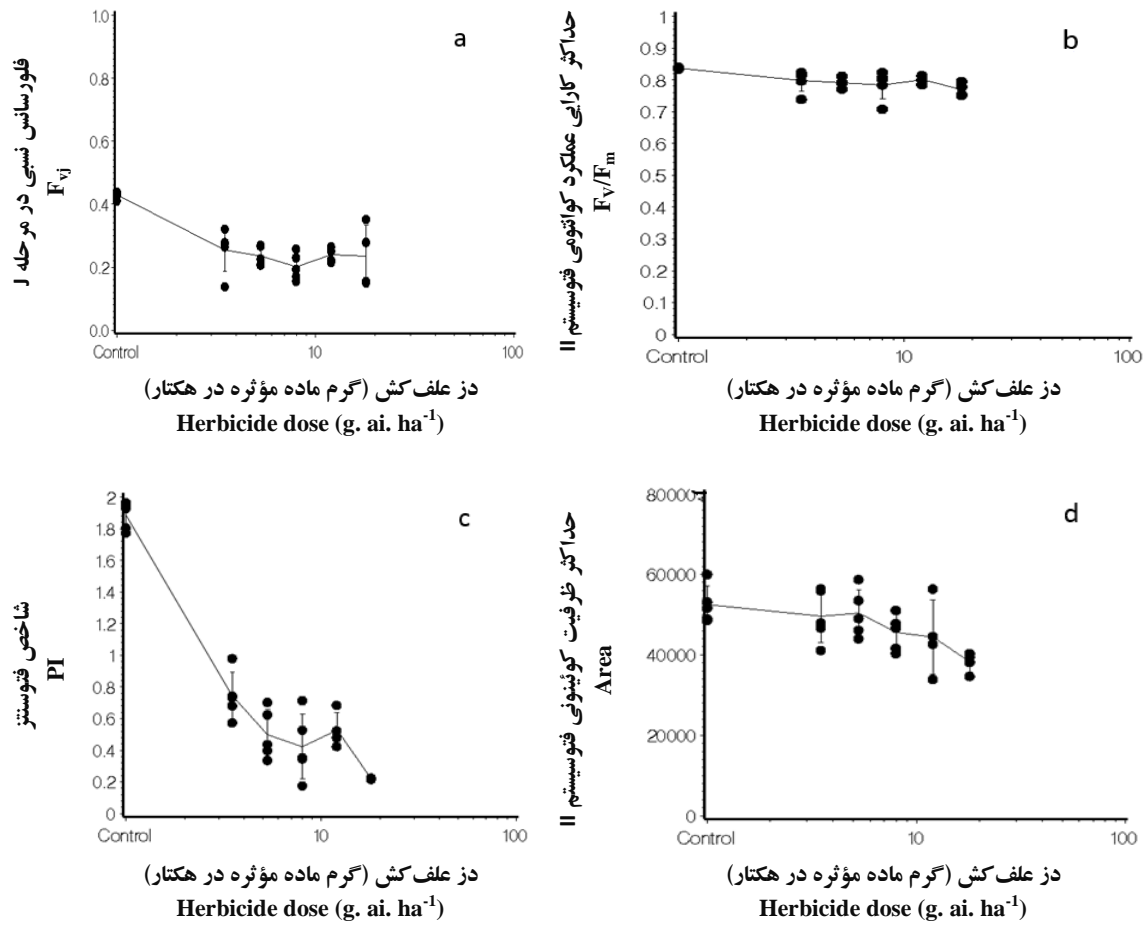 a
فلورسانس نسبی در مرحله J
F_vj
1.0
0.8
0.6
0.4
0.2
0.0
Control
10
100
دز علف‌کش (گرم ماده مؤثره در هکتار)
Herbicide dose (g. ai. ha⁻¹)
b
حداکثر کارایی عملکرد کوانتومی فتوسیستم II
F_V/F_m
1
0.9
0.8
0.7
0.6
0.5
0.4
0.3
0.2
0.1
0
Control
10
100
دز علف‌کش (گرم ماده مؤثره در هکتار)
Herbicide dose (g. ai. ha⁻¹)
c
شاخص فتوسنتز
PI
2
1.8
1.6
1.4
1.2
1
0.8
0.6
0.4
0.2
0
Control
10
100
دز علف‌کش (گرم ماده مؤثره در هکتار)
Herbicide dose (g. ai. ha⁻¹)
d
حداکثر ظرفیت کوئینونی فتوسیستم II
Area
80000
60000
40000
20000
0
Control
10
100
دز علف‌کش (گرم ماده مؤثره در هکتار)
Herbicide dose (g. ai. ha⁻¹)